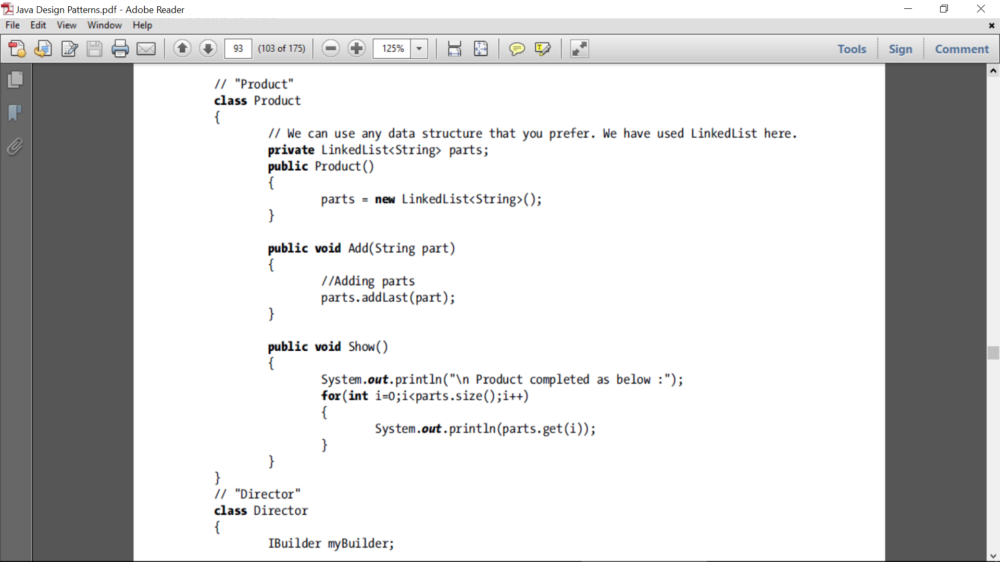 Java Design Patterns.pdf - Adobe Reader
File Edit View Window Help
93 (103 of 175) 125% Tools Sign Comment
// "Product"
class Product
{
// We can use any data structure that you prefer. We have used LinkedList here.
private LinkedList<String> parts;
public Product()
{
parts = new LinkedList<String>();
}
public void Add(String part)
{
//Adding parts
parts.addLast(part);
}
public void Show()
{
System.out.println("\n Product completed as below :");
for(int i=0;i<parts.size();i++)
{
System.out.println(parts.get(i));
}
}
}
// "Director"
class Director
{
IBuilder myBuilder;